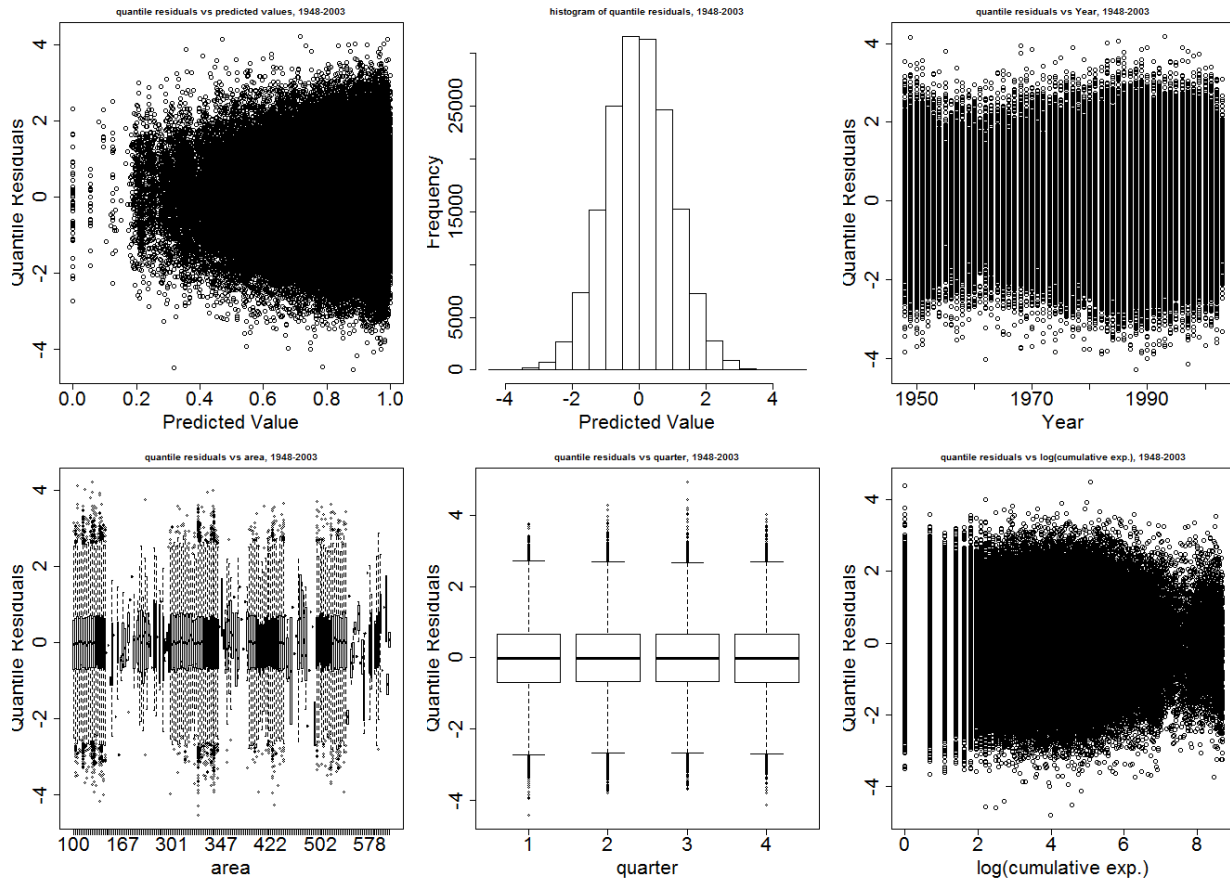 quantile residuals vs predicted values, 1948-2003
Quantile Residuals
4
2
0
-2
-4
0.0 0.2 0.4 0.6 0.8 1.0
Predicted Value
histogram of quantile residuals, 1948-2003
Frequency
25000
15000
5000
0
-4 -2 0 2 4
Predicted Value
quantile residuals vs Year, 1948-2003
Quantile Residuals
4
2
0
-2
-4
1950 1970 1990
Year
quantile residuals vs area, 1948-2003
Quantile Residuals
4
2
0
-2
-4
100 167 301 347 422 502 578
area
quantile residuals vs quarter, 1948-2003
Quantile Residuals
4
2
0
-2
-4
1 2 3 4
quarter
quantile residuals vs log(cumulative exp.), 1948-2003
Quantile Residuals
4
2
0
-2
-4
0 2 4 6 8
log(cumulative exp.)